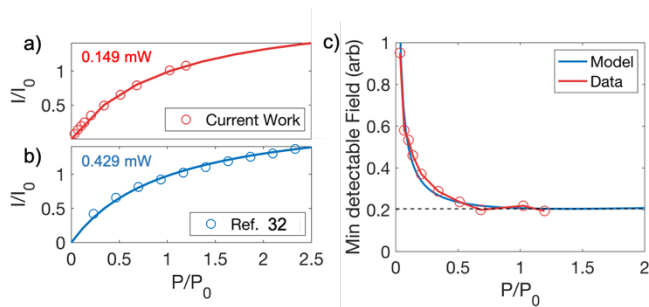 a)
0.149 mW
1
0.5
I/I0
Current Work
b)
0.429 mW
1
0.5
0
I/I0
Ref. 32
0 0.5 1 1.5 2 2.5
P/P0
c)
1
0.8
0.6
0.4
0.2
0
Min detectable Field (arb)
Model
Data
0 0.5 1 1.5 2
P/P0